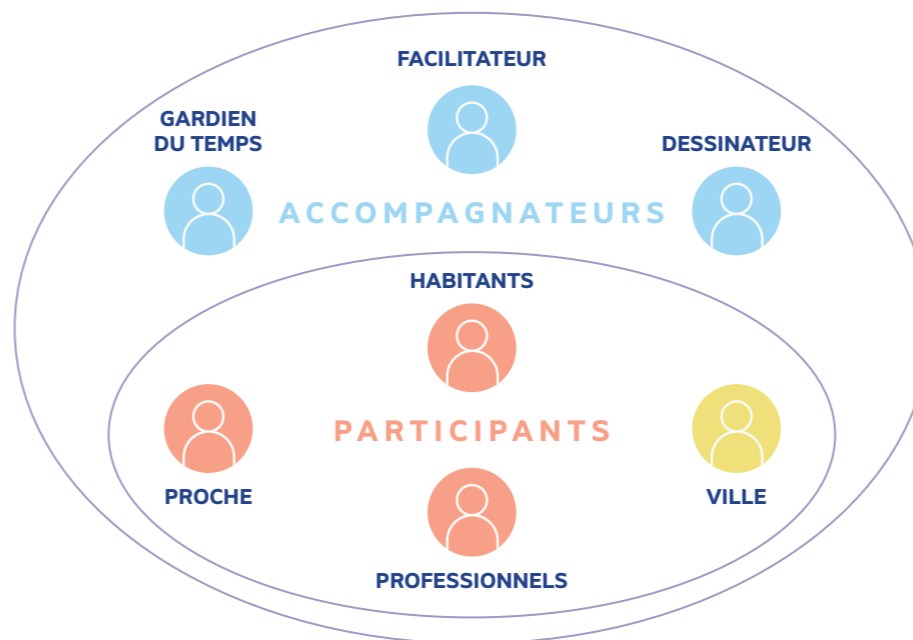 FACILITATEUR
GARDIEN
DU TEMPS
DESSINATEUR
ACCOMPAGNATEURS
HABITANTS
PARTICIPANTS
PROCHE
VILLE
PROFESSIONNELS